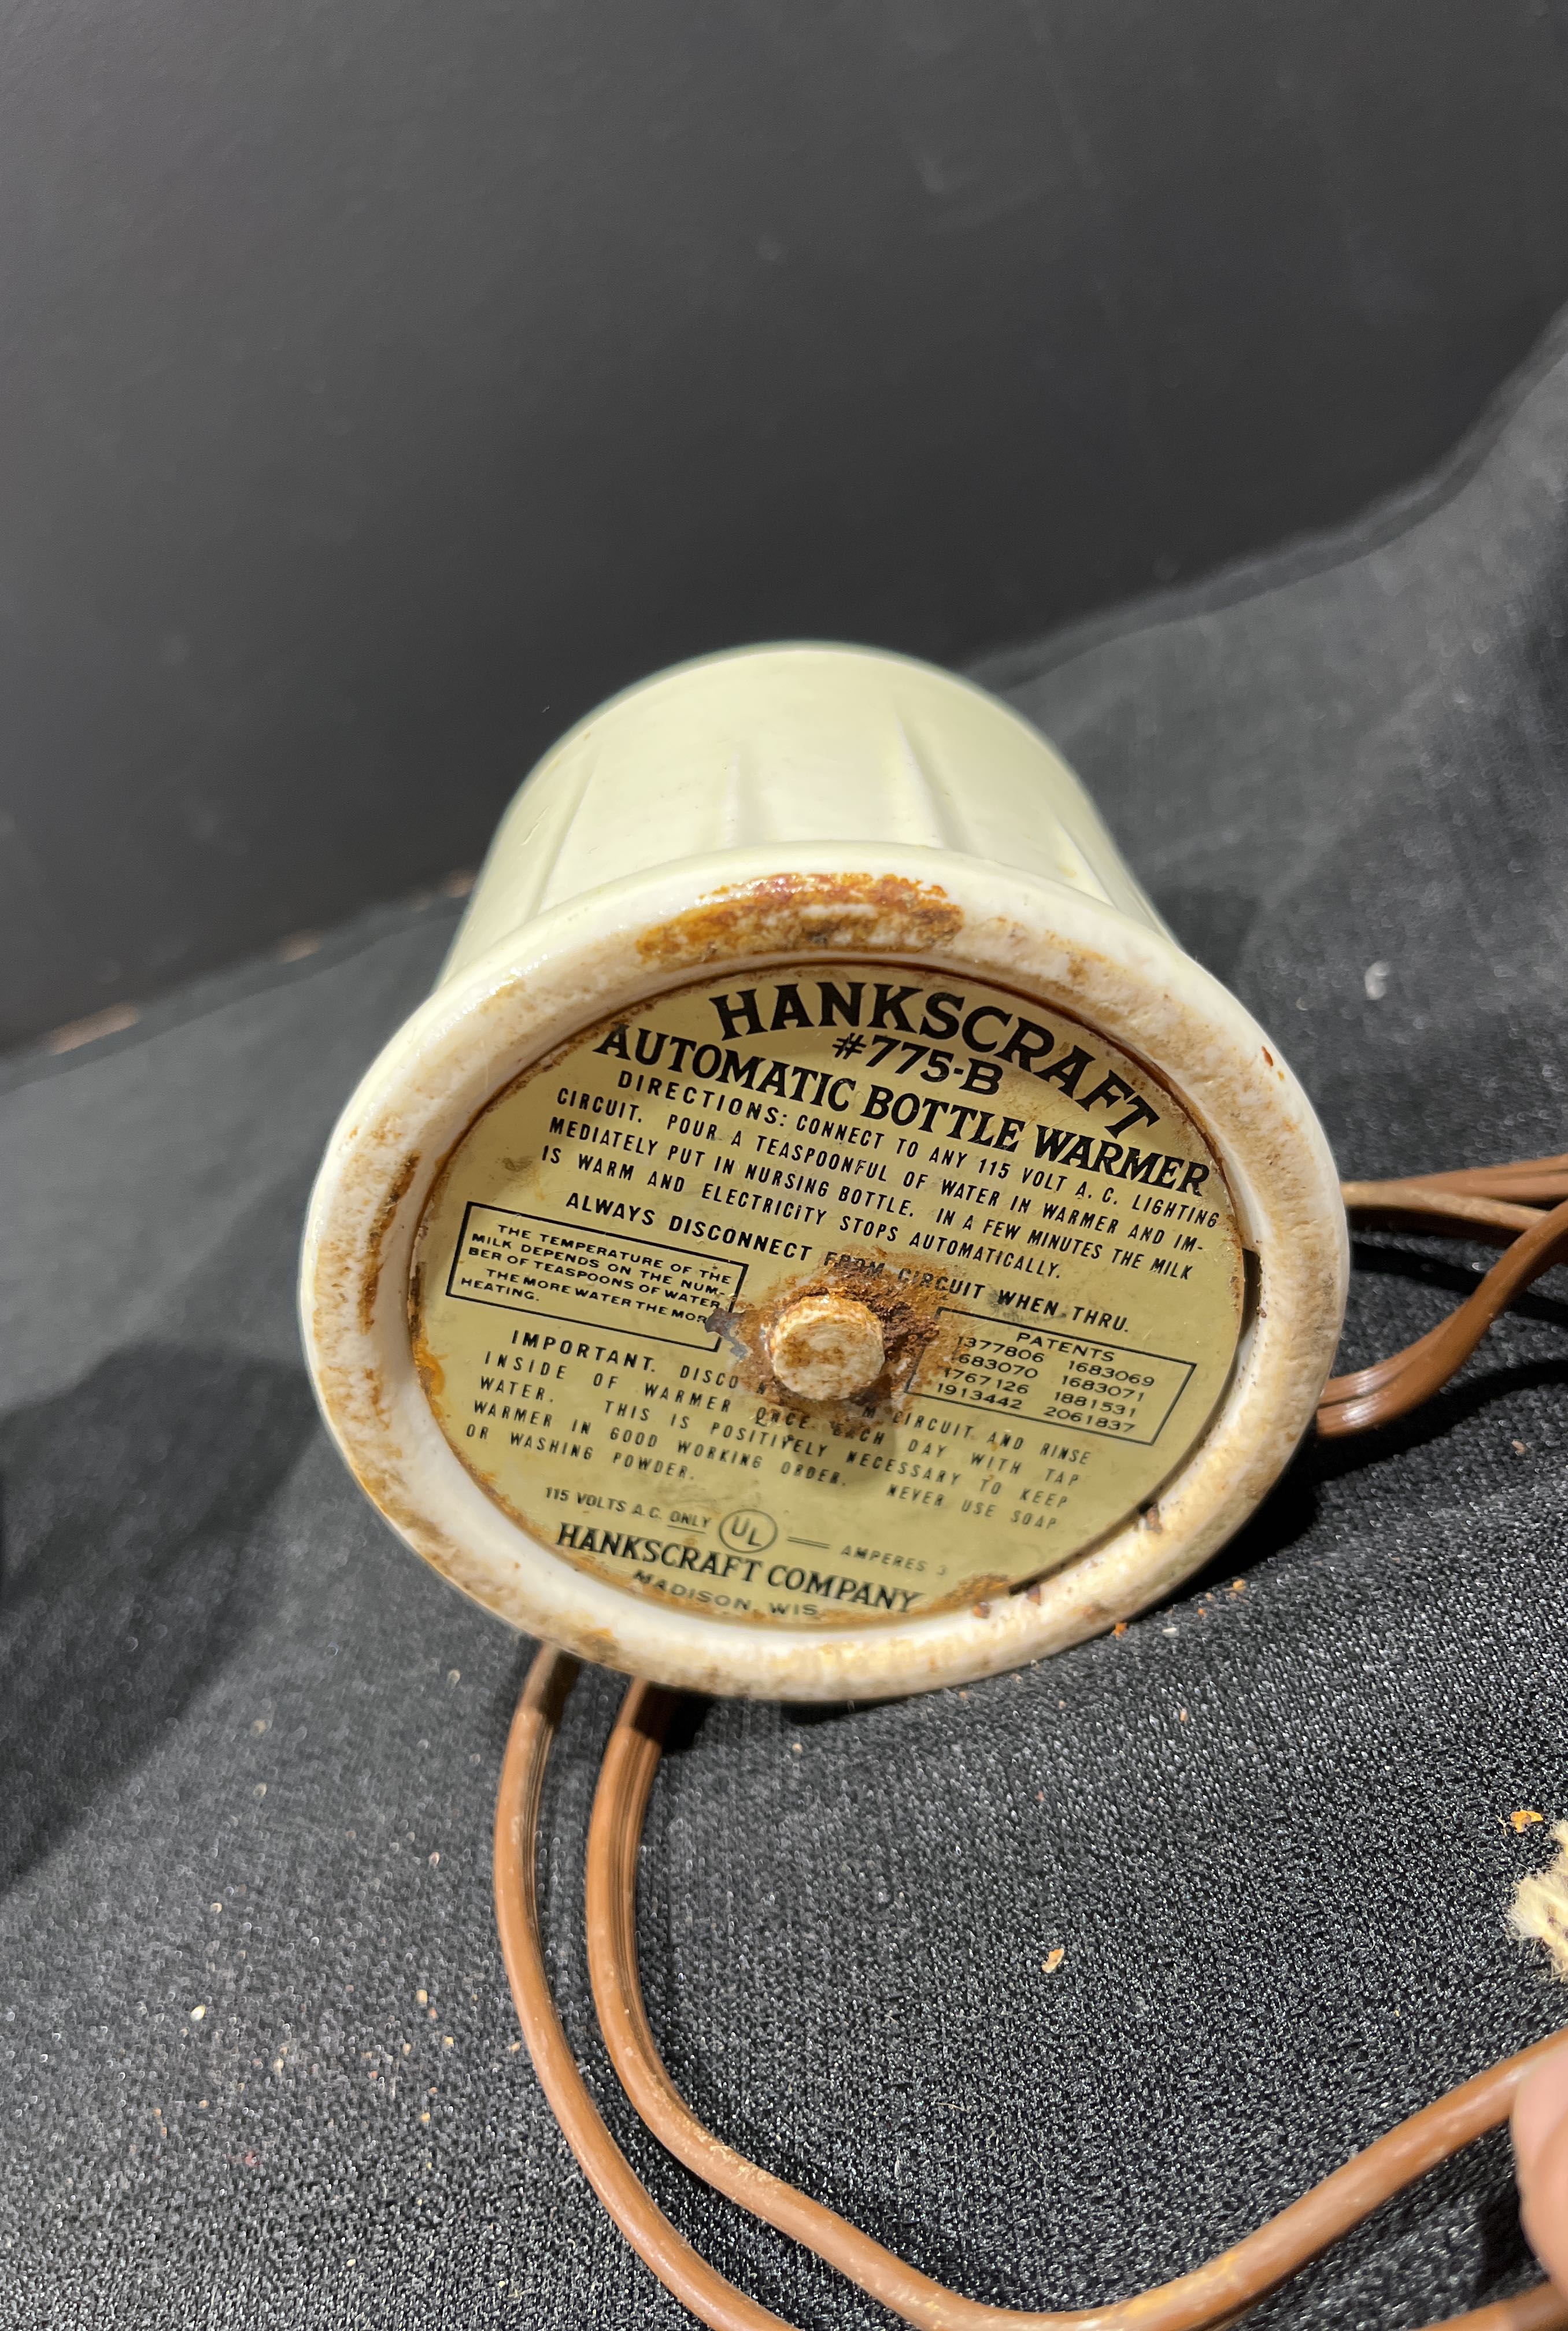 HANKSCRAFT
#775-B
AUTOMATIC BOTTLE WARMER
DIRECTIONS: CONNECT TO ANY 115 VOLT A. C. LIGHTING
CIRCUIT. POUR A TEASPOONFUL OF WATER IN WARMER AND IM-
MEDIATELY PUT IN NURSING BOTTLE. IN A FEW MINUTES THE MILK
IS WARM AND ELECTRICITY STOPS AUTOMATICALLY.
ALWAYS DISCONNECT FROM CIRCUIT WHEN THRU.
THE TEMPERATURE OF THE
MILK DEPENDS ON THE NUM-
BER OF TEASPOONS OF WATER
THE MORE WATER THE MOR
HEATING.
PATENTS
1377806 1683069
1683070 1683071
1767126 1881531
1913442 2061837
IMPORTANT. DISCO M CIRCUIT AND RINSE
INSIDE OF WARMER ONCE EACH DAY WITH TAP
WATER. THIS IS POSITIVELY NECESSARY TO KEEP
WARMER IN GOOD WORKING ORDER. NEVER USE SOAP
OR WASHING POWDER.
115 VOLTS A.C. ONLY UL AMPERES 3
HANKSCRAFT COMPANY
MADISON, WIS.